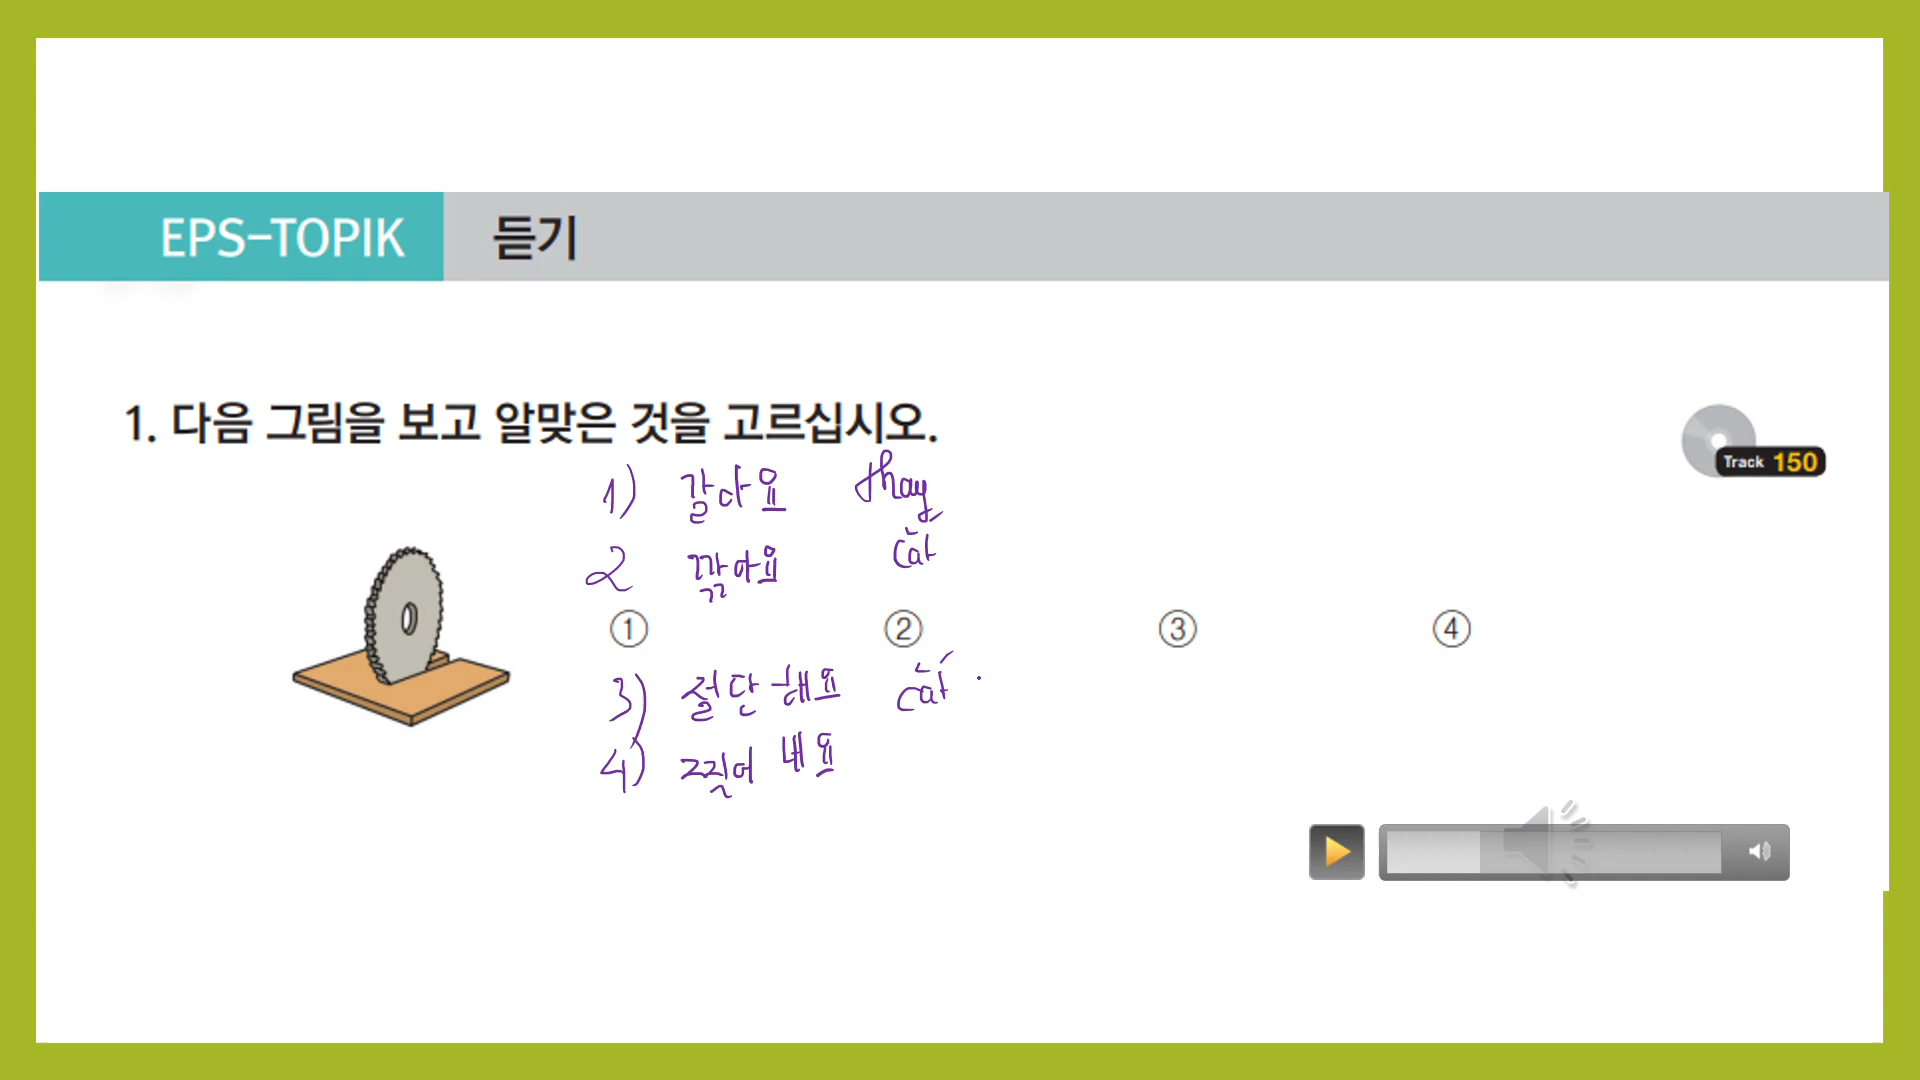 EPS-TOPIK 듣기
1. 다음 그림을 보고 알맞은 것을 고르십시오.
Track 150
1) 갈아요 thay
2 깎아요 cắt
① ② ③ ④
3) 절단해요 cắt
4) 찍어 내요